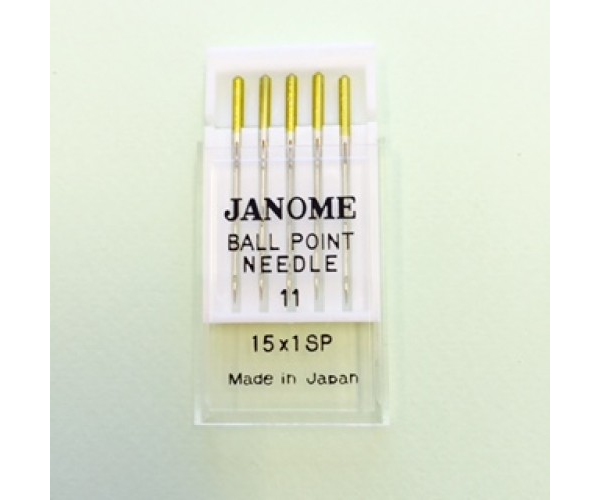 JANOME
BALL POINT
NEEDLE
11
15x1SP
Made in Japan